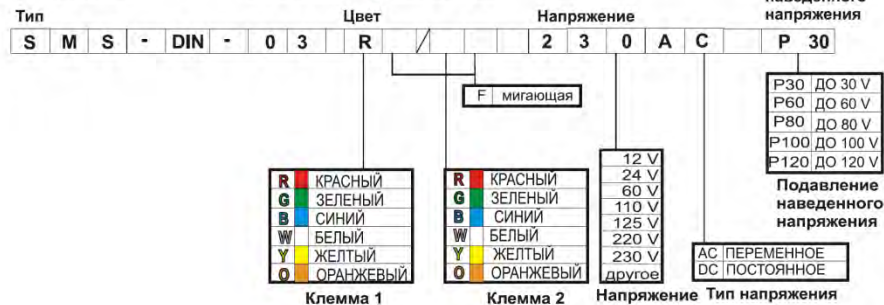 наведенного
Тип Цвет Напряжение напряжения
S M S - DIN - 0 3 R / 2 3 0 A C P 30
F мигающая
P30 ДО 30 V
P60 ДО 60 V
P80 ДО 80 V
P100 ДО 100 V
P120 ДО 120 V
Подавление
наведенного
напряжения
R КРАСНЫЙ
G ЗЕЛЕНЫЙ
B СИНИЙ
W БЕЛЫЙ
Y ЖЕЛТЫЙ
O ОРАНЖЕВЫЙ
Клемма 1
R КРАСНЫЙ
G ЗЕЛЕНЫЙ
B СИНИЙ
W БЕЛЫЙ
Y ЖЕЛТЫЙ
O ОРАНЖЕВЫЙ
Клемма 2
12 V
24 V
60 V
110 V
125 V
220 V
230 V
другое
Напряжение
AC ПЕРЕМЕННОЕ
DC ПОСТОЯННОЕ
Тип напряжения